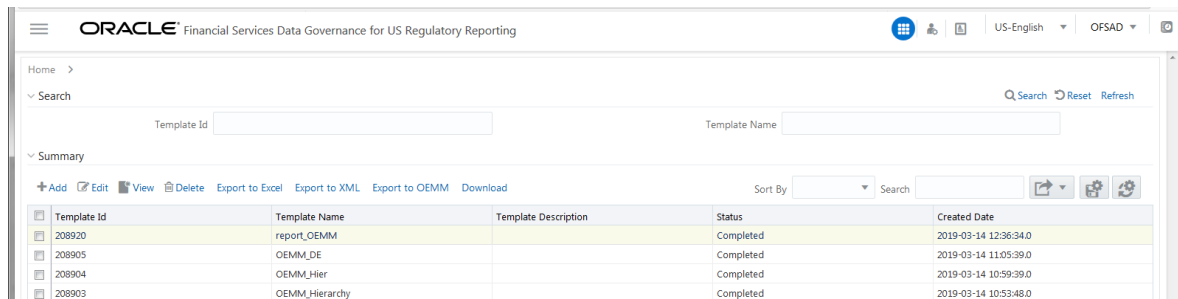 ORACLE® Financial Services Data Governance for US Regulatory Reporting US-English OFSAD
Home >
Search Search Reset Refresh
Template Id Template Name
Summary
Add Edit View Delete Export to Excel Export to XML Export to OEMM Download Sort By Search
Template Id Template Name Template Description Status Created Date
208920 report_OEMM Completed 2019-03-14 12:36:34.0
208905 OEMM_DE Completed 2019-03-14 11:05:39.0
208904 OEMM_Hier Completed 2019-03-14 10:59:39.0
208903 OEMM_Hierarchy Completed 2019-03-14 10:53:48.0